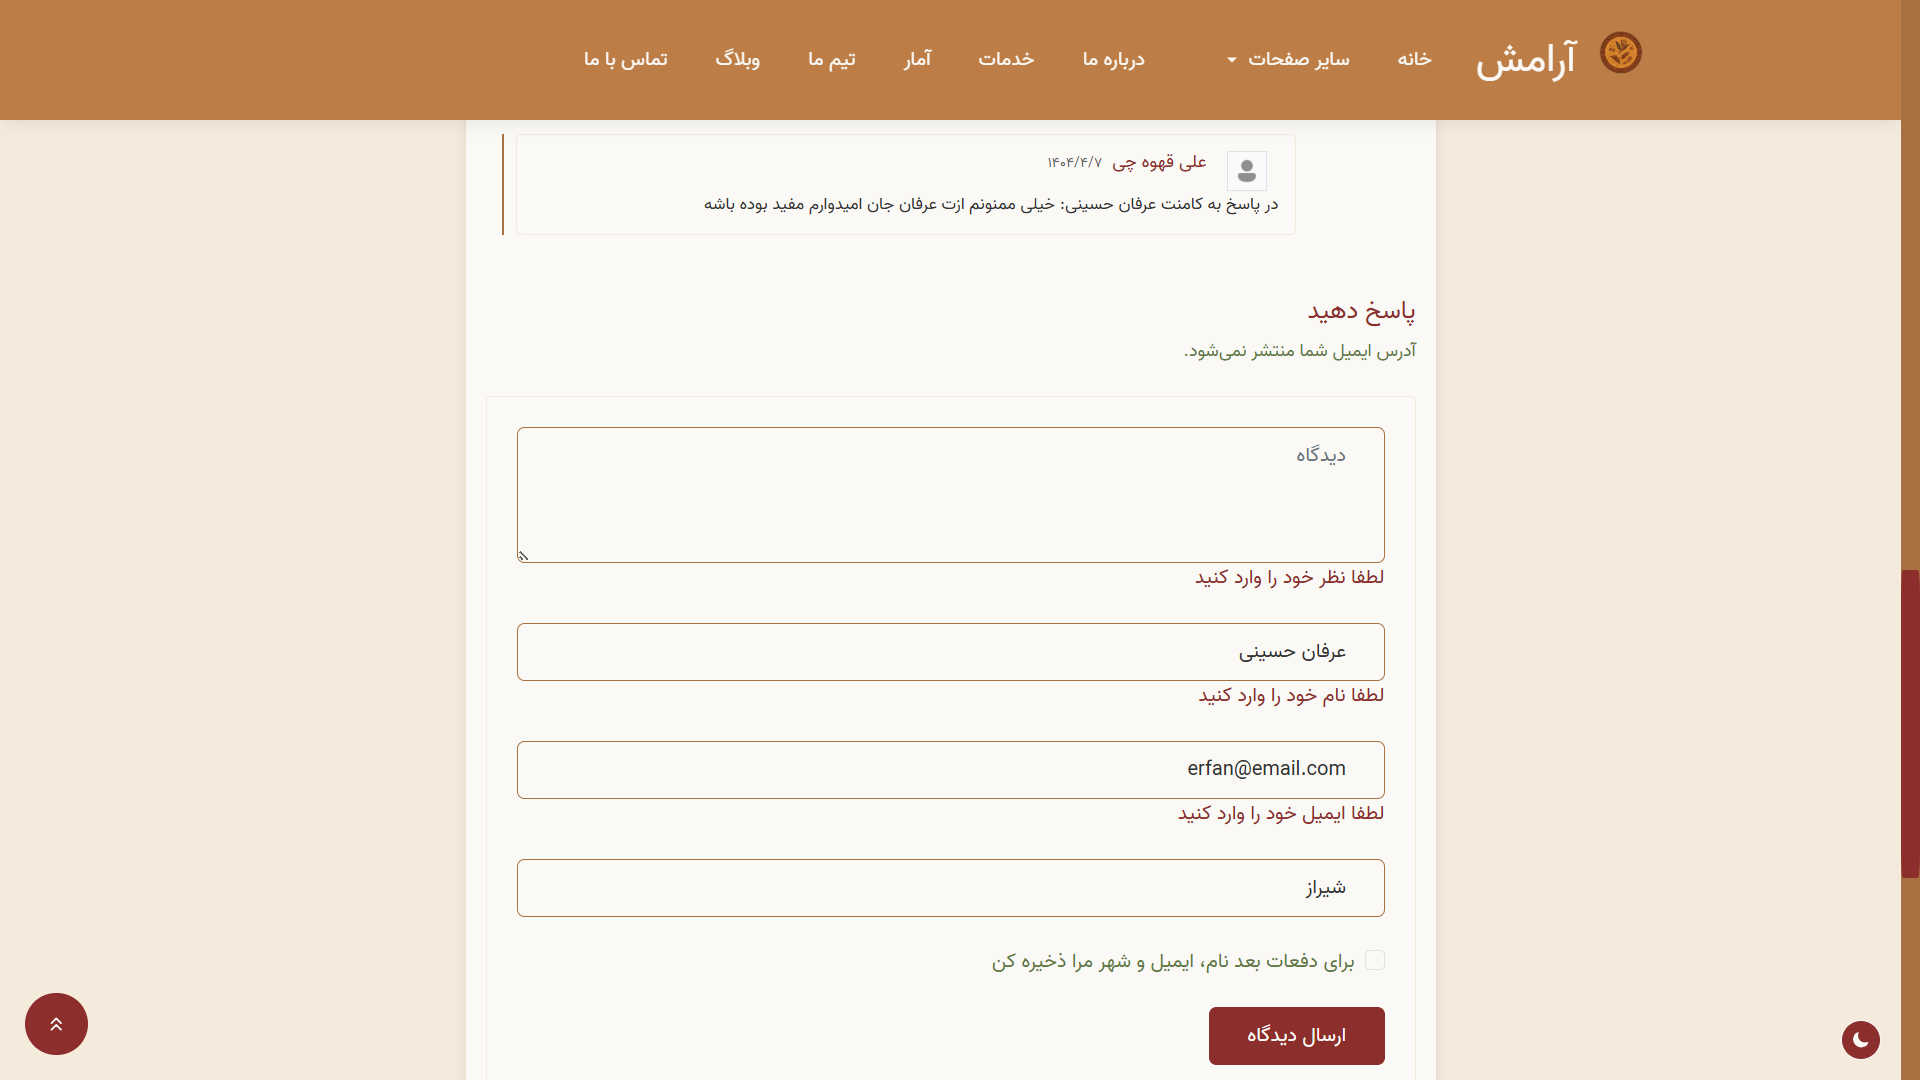 آرامش
خانه سایر صفحات درباره ما خدمات آمار تیم ما وبلاگ تماس با ما
علی قهوه چی ۱۴۰۴/۴/۷
در پاسخ به کامنت عرفان حسینی: خیلی ممنونم ازت عرفان جان امیدوارم مفید بوده باشه
پاسخ دهید
آدرس ایمیل شما منتشر نمی‌شود.
دیدگاه
لطفا نظر خود را وارد کنید
عرفان حسینی
لطفا نام خود را وارد کنید
erfan@email.com
لطفا ایمیل خود را وارد کنید
شیراز
برای دفعات بعد نام، ایمیل و شهر مرا ذخیره کن
ارسال دیدگاه